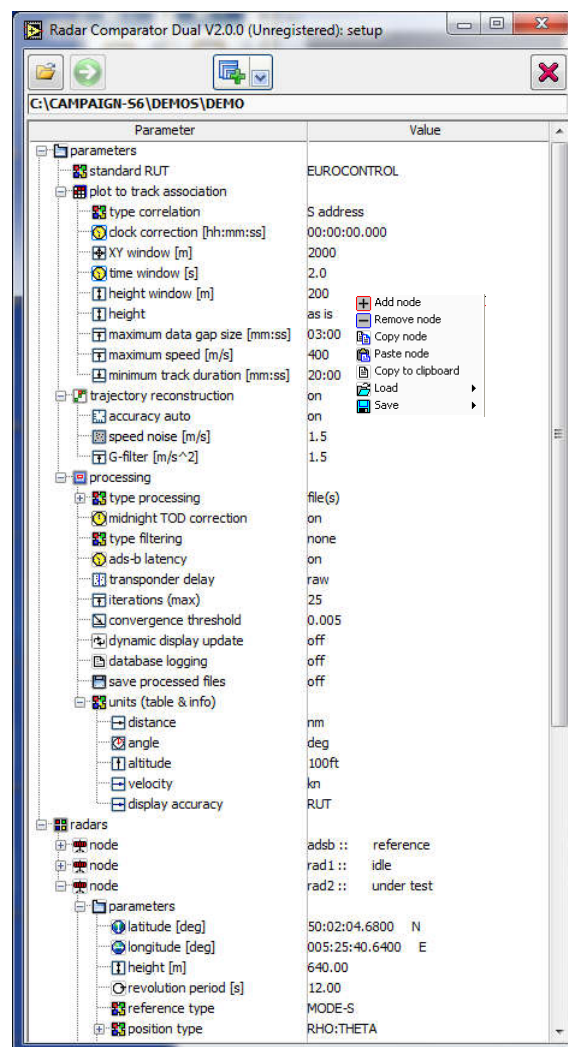 Radar Comparator Dual V2.0.0 (Unregistered): setup
C:\CAMPAIGN-S6\DEMOS\DEMO
Parameter Value
parameters
standard RUT EUROCONTROL
plot to track association
type correlation S address
clock correction [hh:mm:ss] 00:00:00.000
XY window [m] 2000
time window [s] 2.0
height window [m] 200
height as is
maximum data gap size [mm:ss] 03:00
maximum speed [m/s] 400
minimum track duration [mm:ss] 20:00
Add node
Remove node
Copy node
Paste node
Copy to clipboard
Load
Save
trajectory reconstruction on
accuracy auto on
speed noise [m/s] 1.5
G-filter [m/s^2] 1.5
processing
type processing file(s)
midnight TOD correction on
type filtering none
ads-b latency on
transponder delay raw
iterations (max) 25
convergence threshold 0.005
dynamic display update off
database logging off
save processed files off
units (table & info)
distance nm
angle deg
altitude 100ft
velocity kn
display accuracy RUT
radars
node adsb :: reference
node rad1 :: idle
node rad2 :: under test
parameters
latitude [deg] 50:02:04.6800 N
longitude [deg] 005:25:40.6400 E
height [m] 640.00
revolution period [s] 12.00
reference type MODE-S
position type RHO:THETA